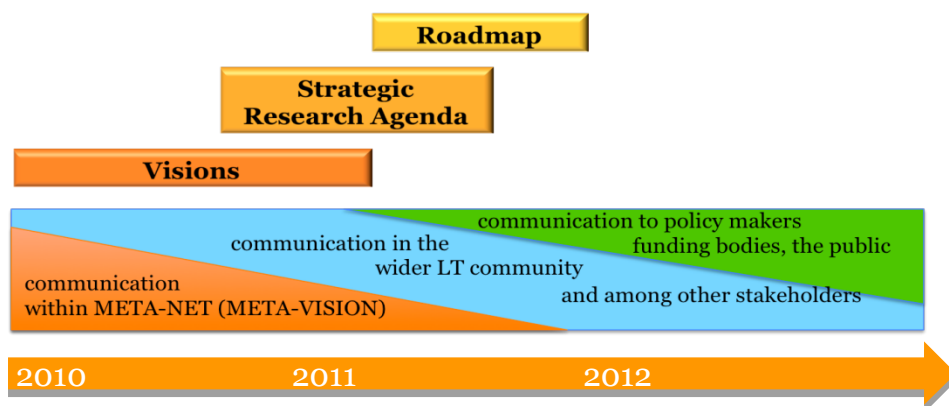 Roadmap
Strategic
Research Agenda
Visions
communication to policy makers
funding bodies, the public
communication in the
wider LT community
and among other stakeholders
communication
within META-NET (META-VISION)
2010
2011
2012